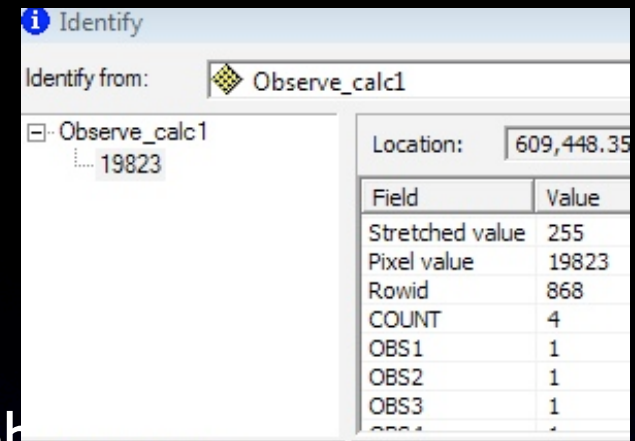 Identify
Identify from: Observe_calc1
Observe_calc1
19823
Location: 609,448.35
Field Value
Stretched value 255
Pixel value 19823
Rowid 868
COUNT 4
OBS1 1
OBS2 1
OBS3 1